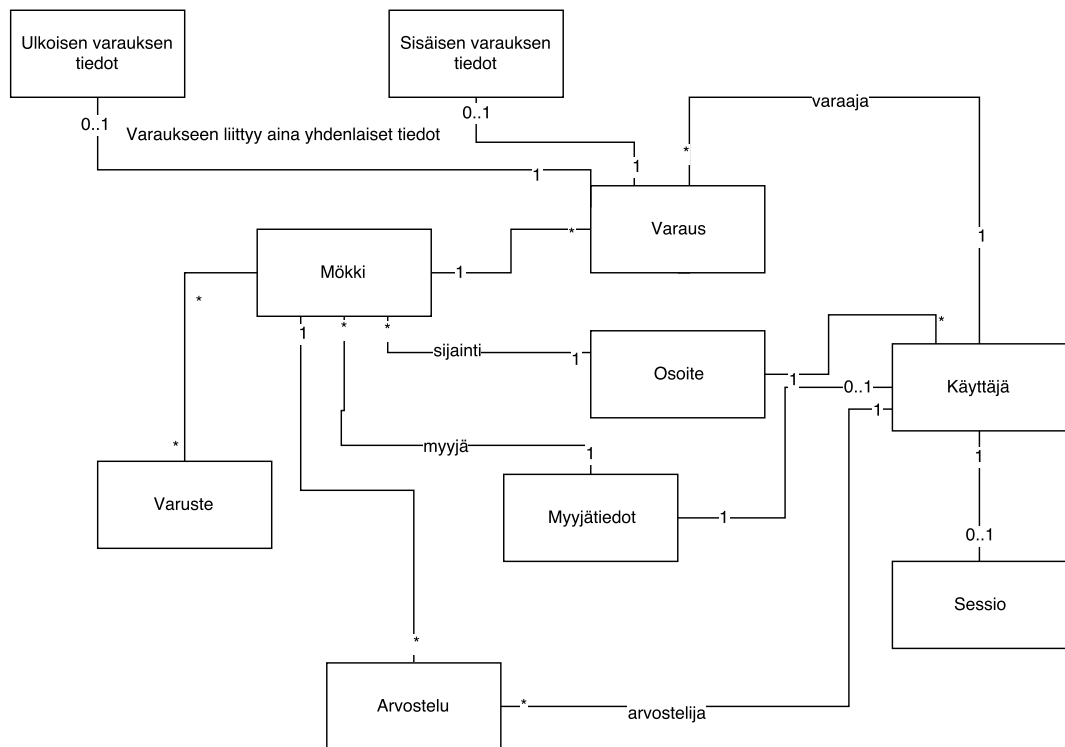 Ulkoisen varauksen
tiedot
Sisäisen varauksen
tiedot
0..1
Varaukseen liittyy aina yhdenlaiset tiedot
0..1
varaaja
*
1
1
Varaus
1
Mökki
1
*
*
1
*
*
sijainti
1
Osoite
1
*
0..1
Käyttäjä
1
myyjä
1
*
Varuste
Myyjätiedot
1
1
0..1
Sessio
*
Arvostelu
*
arvostelija